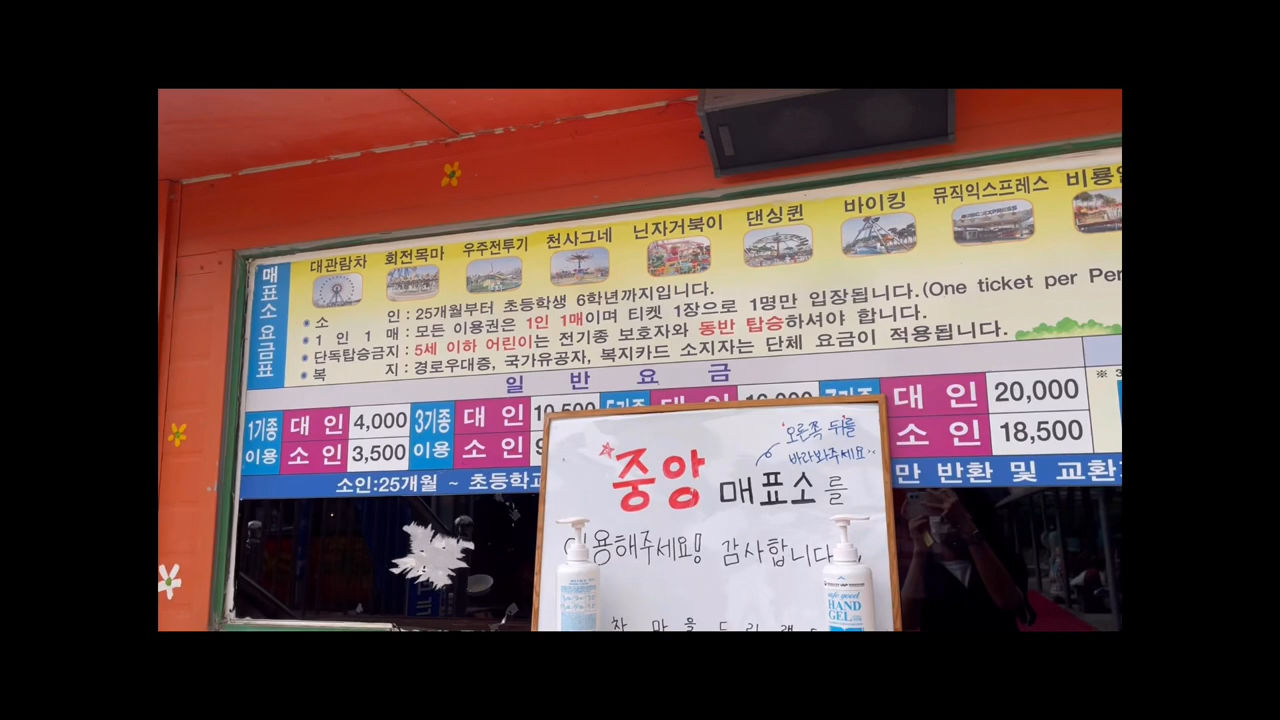 대관람차 회전목마 우주전투기 천사그네 닌자거북이 댄싱퀸 바이킹 뮤직익스프레스 비룡
매표소 요금표
소 인 : 25개월부터 초등학생 6학년까지입니다.
1 인 1 매 : 모든 이용권은 1인 1매이며 티켓 1장으로 1명만 입장됩니다.(One ticket per Per
단독탑승금지 : 5세 이하 어린이는 전기종 보호자와 동반 탑승하셔야 합니다.
복 지 : 경로우대증, 국가유공자, 복지카드 소지자는 단체 요금이 적용됩니다.
일 반 요 금
※ 3
1기종 이용 대 인 4,000 3기종 이용 대 인 10,500 대 인 20,000
소 인 3,500 소 인 소 인 18,500
소인:25개월 ~ 초등학교
만 반환 및 교환
오른쪽 뒤를
바라봐주세요
중앙 매표소를
이용해주세요! 감사합니다
safe good
HAND
GEL